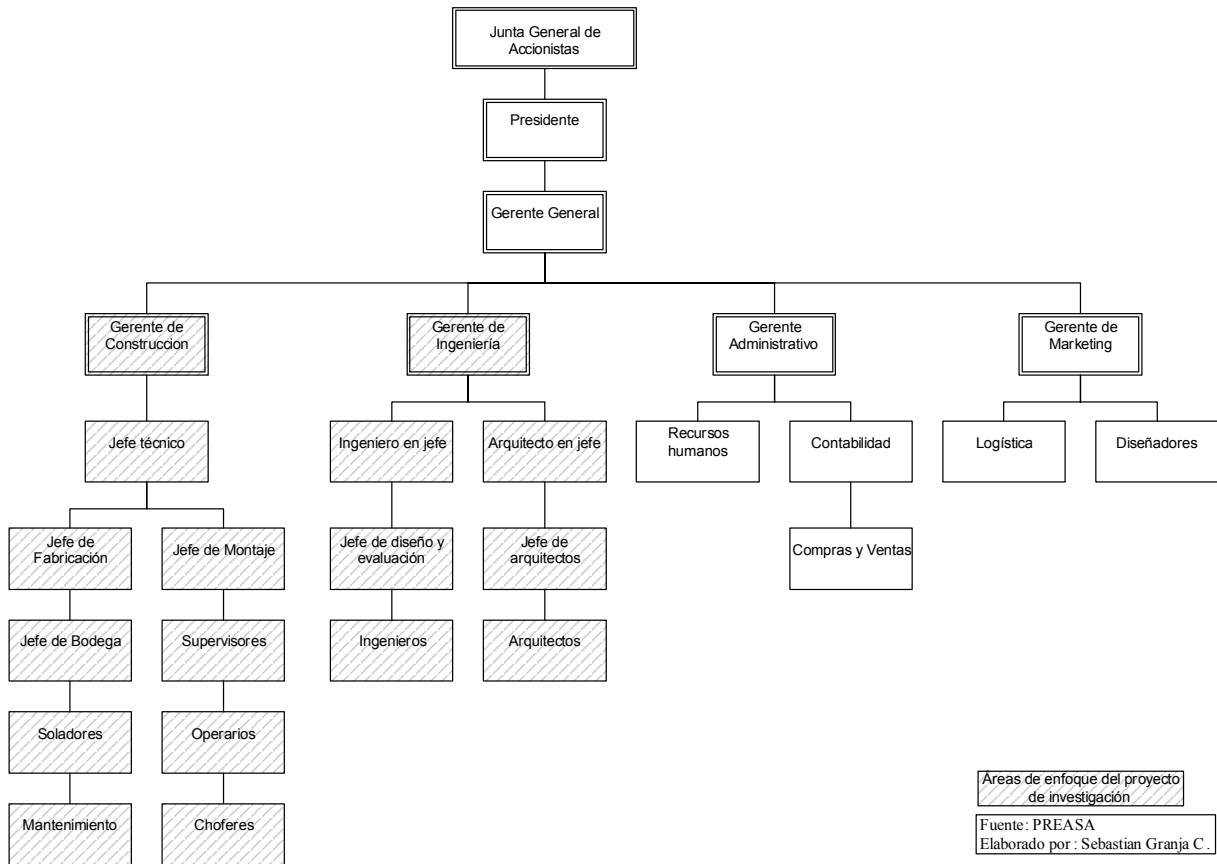 Junta General de
Accionistas
Presidente
Gerente General
Gerente de
Construccion
Gerente de
Ingeniería
Gerente
Administrativo
Gerente de
Marketing
Jefe técnico
Ingeniero en jefe
Arquitecto en jefe
Recursos
humanos
Contabilidad
Logística
Diseñadores
Jefe de
Fabricación
Jefe de Montaje
Jefe de diseño y
evaluación
Jefe de
arquitectos
Compras y Ventas
Jefe de Bodega
Supervisores
Ingenieros
Arquitectos
Soladores
Operarios
Mantenimiento
Choferes
Áreas de enfoque del proyecto
de investigación
Fuente: PREASA
Elaborado por : Sebastian Granja C .